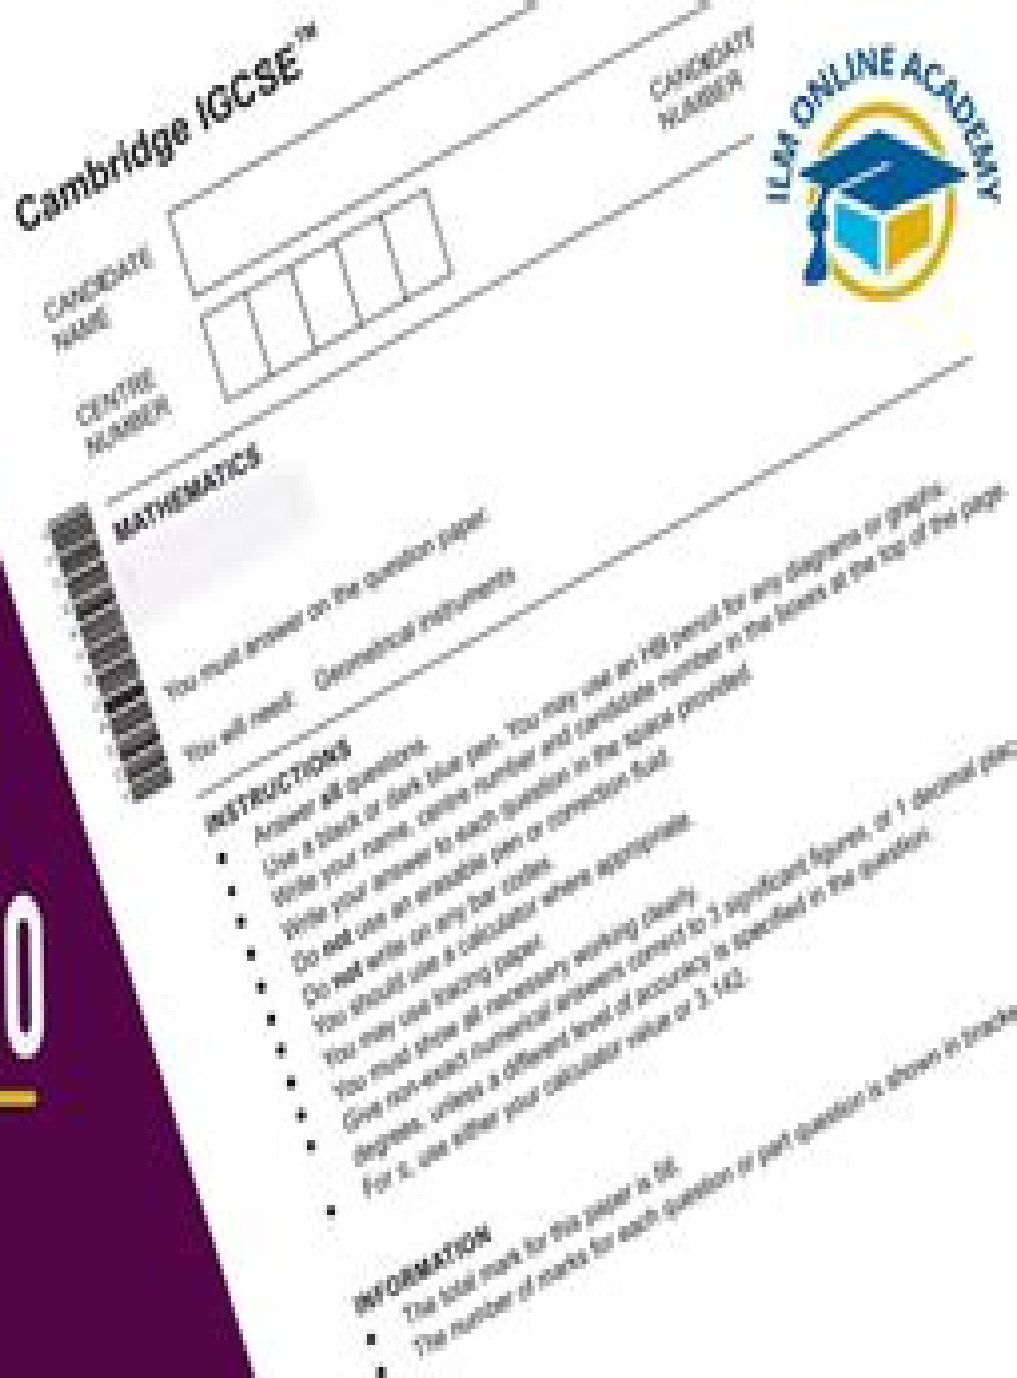 Cambridge IGCSE™
ILM ONLINE ACADEMY
CANDIDATE
NAME
CENTRE
NUMBER
CANDIDATE
NUMBER
MATHEMATICS
You must answer on the question paper.
You will need: Geometrical instruments
INSTRUCTIONS
• Answer all questions.
• Use a black or dark blue pen. You may use an HB pencil for any diagrams or graphs.
• Write your name, centre number and candidate number in the boxes at the top of the page.
• Write your answer to each question in the space provided.
• Do not use an erasable pen or correction fluid.
• Do not write on any bar codes.
• You should use a calculator where appropriate.
• You may use tracing paper.
• You must show all necessary working clearly.
• Give non-exact numerical answers correct to 3 significant figures, or 1 decimal plac
degrees, unless a different level of accuracy is specified in the question.
• For π, use either your calculator value or 3.142.
INFORMATION
• The total mark for this paper is 56.
• The number of marks for each question or part question is shown in bracke
0